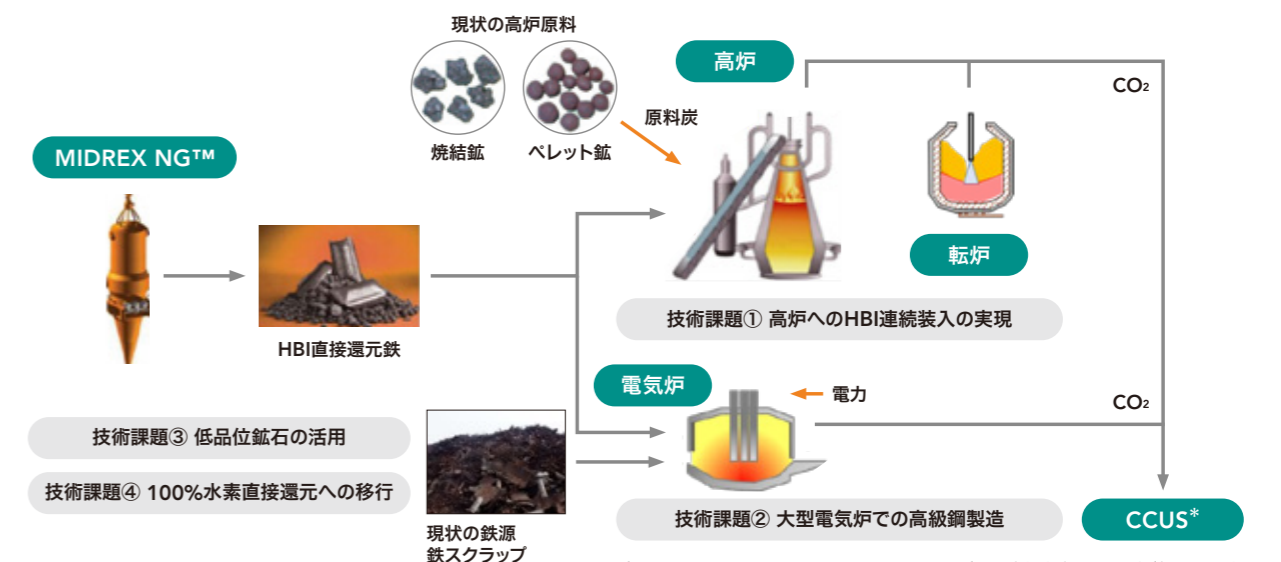 現状の高炉原料
高炉
CO₂
原料炭
焼結鉱
ペレット鉱
MIDREX NG™
転炉
技術課題① 高炉へのHBI連続装入の実現
HBI直接還元鉄
電気炉
電力
CO₂
技術課題③ 低品位鉱石の活用
技術課題④ 100%水素直接還元への移行
技術課題② 大型電気炉での高級鋼製造
CCUS*
現状の鉄源
鉄スクラップ